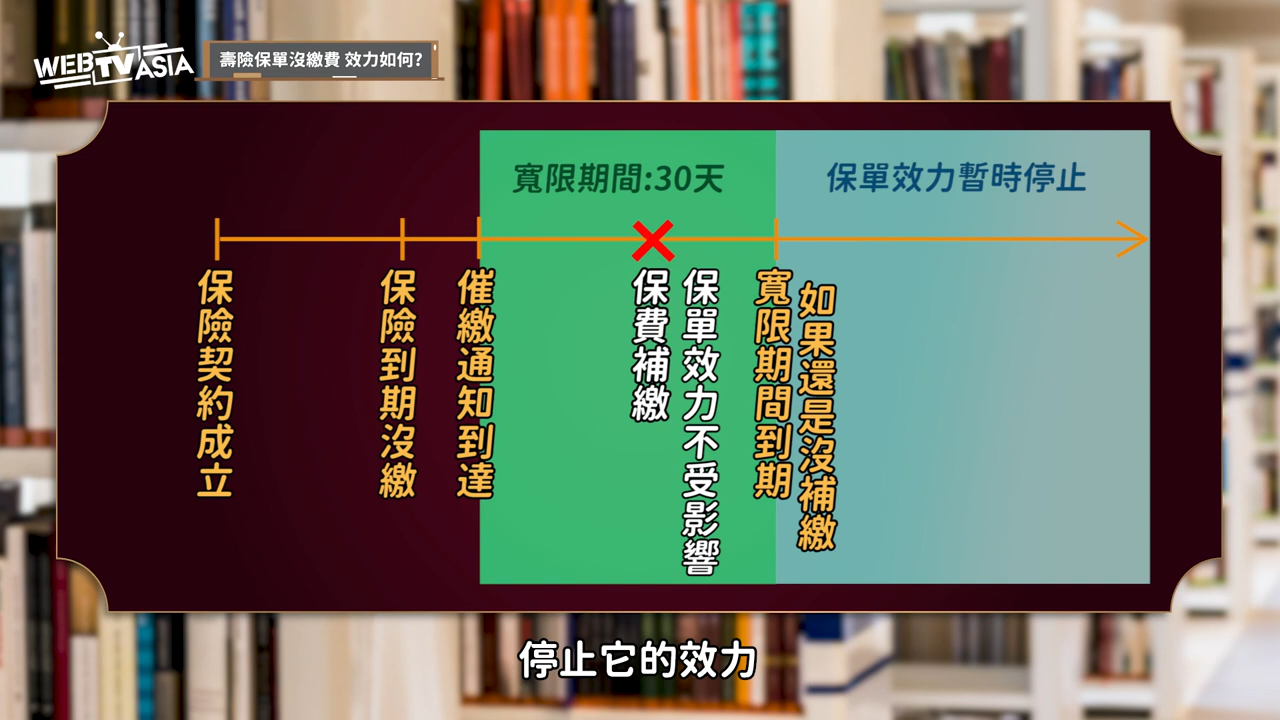 WEBTVASIA
壽險保單沒繳費 效力如何?
寬限期間:30天
保單效力暫時停止
保險契約成立
保險到期沒繳
催繳通知到達
保費補繳
保單效力不受影響
寬限期間到期
如果還是沒補繳
停止它的效力